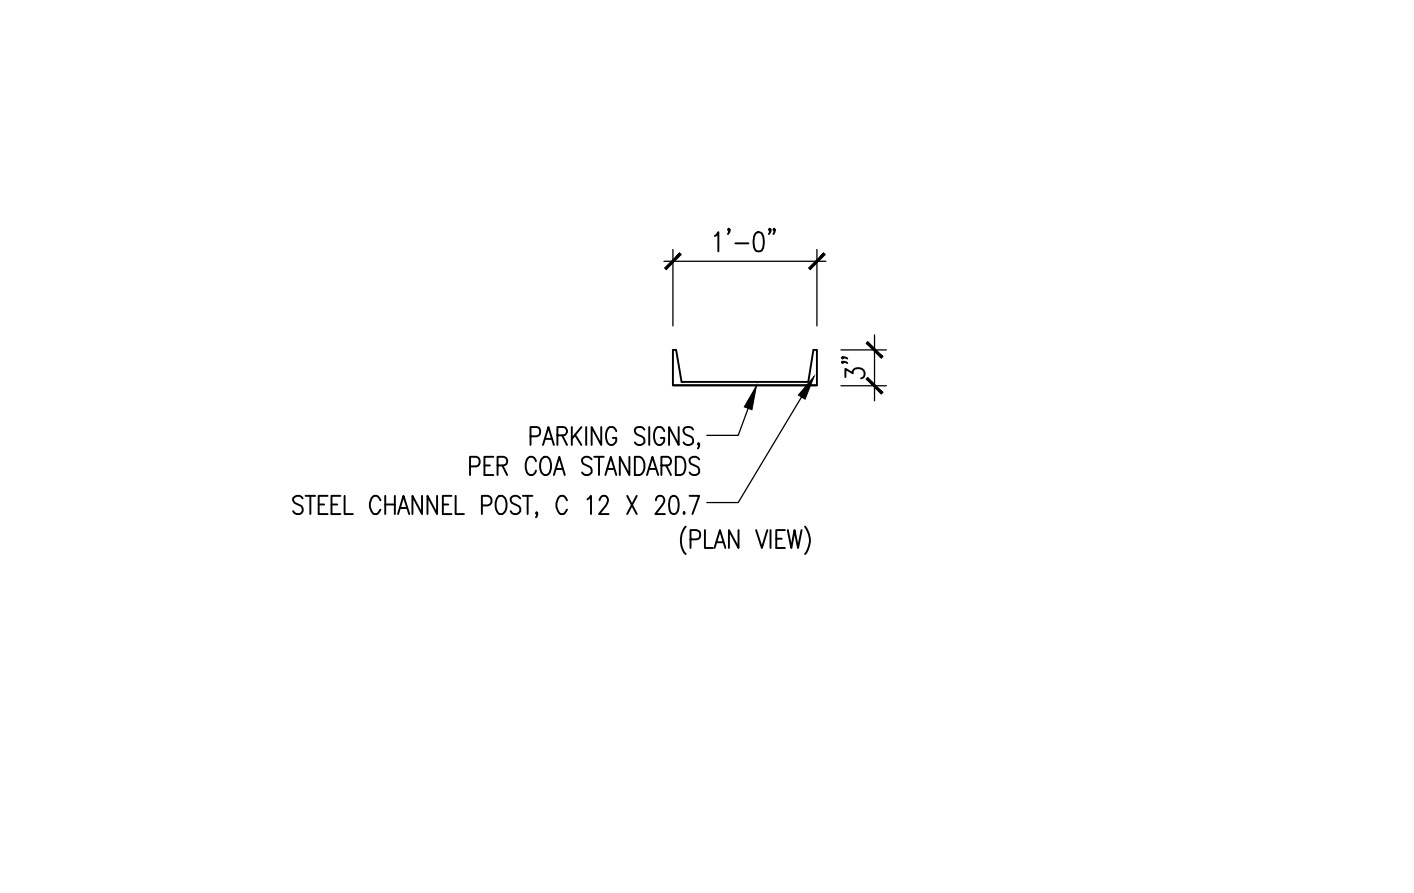 1'-0"
3"
PARKING SIGNS,
PER COA STANDARDS
STEEL CHANNEL POST, C 12 X 20.7
(PLAN VIEW)